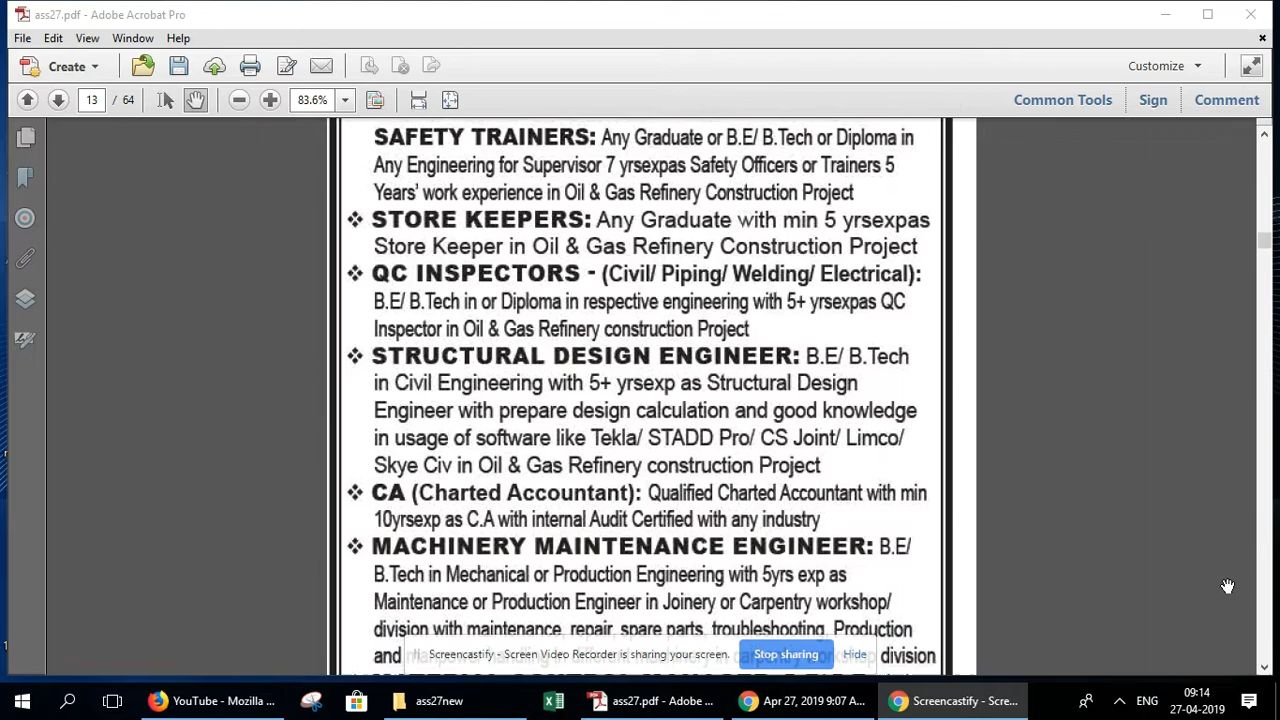 ass27.pdf - Adobe Acrobat Pro
File Edit View Window Help
Create Customize
13 / 64 83.6% Common Tools Sign Comment
SAFETY TRAINERS: Any Graduate or B.E/ B.Tech or Diploma in
Any Engineering for Supervisor 7 yrsexpas Safety Officers or Trainers 5
Years' work experience in Oil & Gas Refinery Construction Project
❖ STORE KEEPERS: Any Graduate with min 5 yrsexpas
Store Keeper in Oil & Gas Refinery Construction Project
❖ QC INSPECTORS - (Civil/ Piping/ Welding/ Electrical):
B.E/ B.Tech in or Diploma in respective engineering with 5+ yrsexpas QC
Inspector in Oil & Gas Refinery construction Project
❖ STRUCTURAL DESIGN ENGINEER: B.E/ B.Tech
in Civil Engineering with 5+ yrsexp as Structural Design
Engineer with prepare design calculation and good knowledge
in usage of software like Tekla/ STADD Pro/ CS Joint/ Limco/
Skye Civ in Oil & Gas Refinery construction Project
❖ CA (Charted Accountant): Qualified Charted Accountant with min
10yrsexp as C.A with internal Audit Certified with any industry
❖ MACHINERY MAINTENANCE ENGINEER: B.E/
B.Tech in Mechanical or Production Engineering with 5yrs exp as
Maintenance or Production Engineer in Joinery or Carpentry workshop/
division with maintenance, repair, spare parts, troubleshooting, Production
and division
Screencastify - Screen Video Recorder is sharing your screen. Stop sharing Hide
YouTube - Mozilla ... ass27new ass27.pdf - Adobe ... Apr 27, 2019 9:07 A... Screencastify - Scre... ENG 09:14
27-04-2019